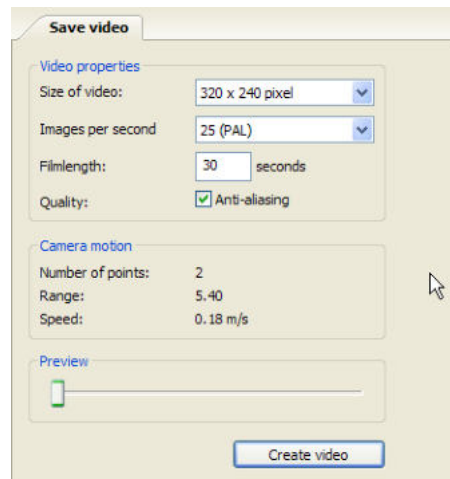 Save video
Video properties
Size of video: 320 x 240 pixel
Images per second 25 (PAL)
Filmlength: 30 seconds
Quality: Anti-aliasing
Camera motion
Number of points: 2
Range: 5.40
Speed: 0.18 m/s
Preview
Create video